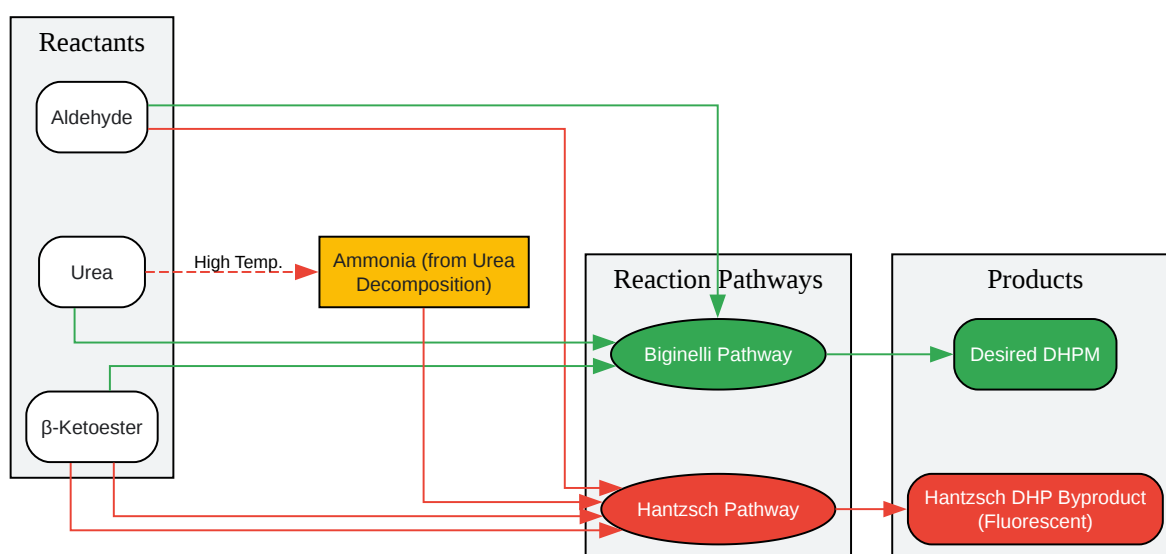 Reactants
Aldehyde
Urea
High Temp.
Ammonia (from Urea
Decomposition)
β-Ketoester
Reaction Pathways
Biginelli Pathway
Hantzsch Pathway
Products
Desired DHPM
Hantzsch DHP Byproduct
(Fluorescent)